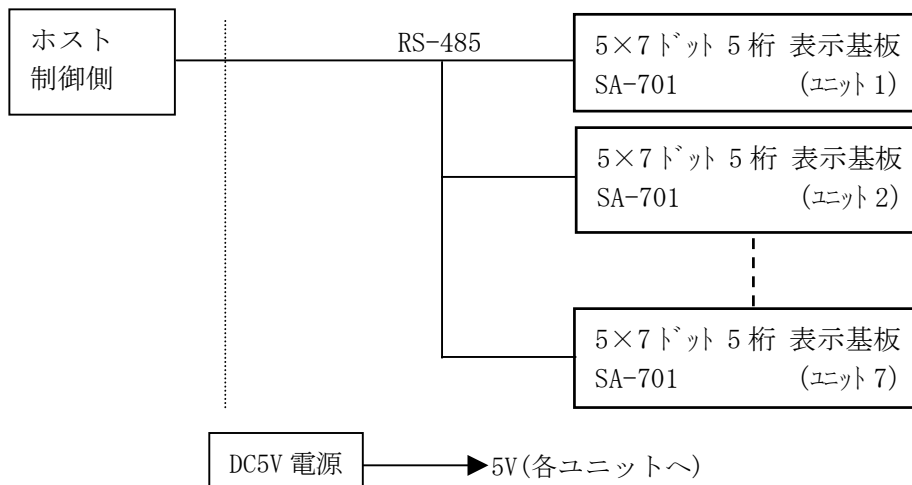 ホスト
制御側
RS-485
5×7ﾄﾞｯﾄ 5桁 表示基板
SA-701 (ﾕﾆｯﾄ 1)
5×7ﾄﾞｯﾄ 5桁 表示基板
SA-701 (ﾕﾆｯﾄ 2)
5×7ﾄﾞｯﾄ 5桁 表示基板
SA-701 (ﾕﾆｯﾄ 7)
DC5V 電源
5V(各ユニットへ)